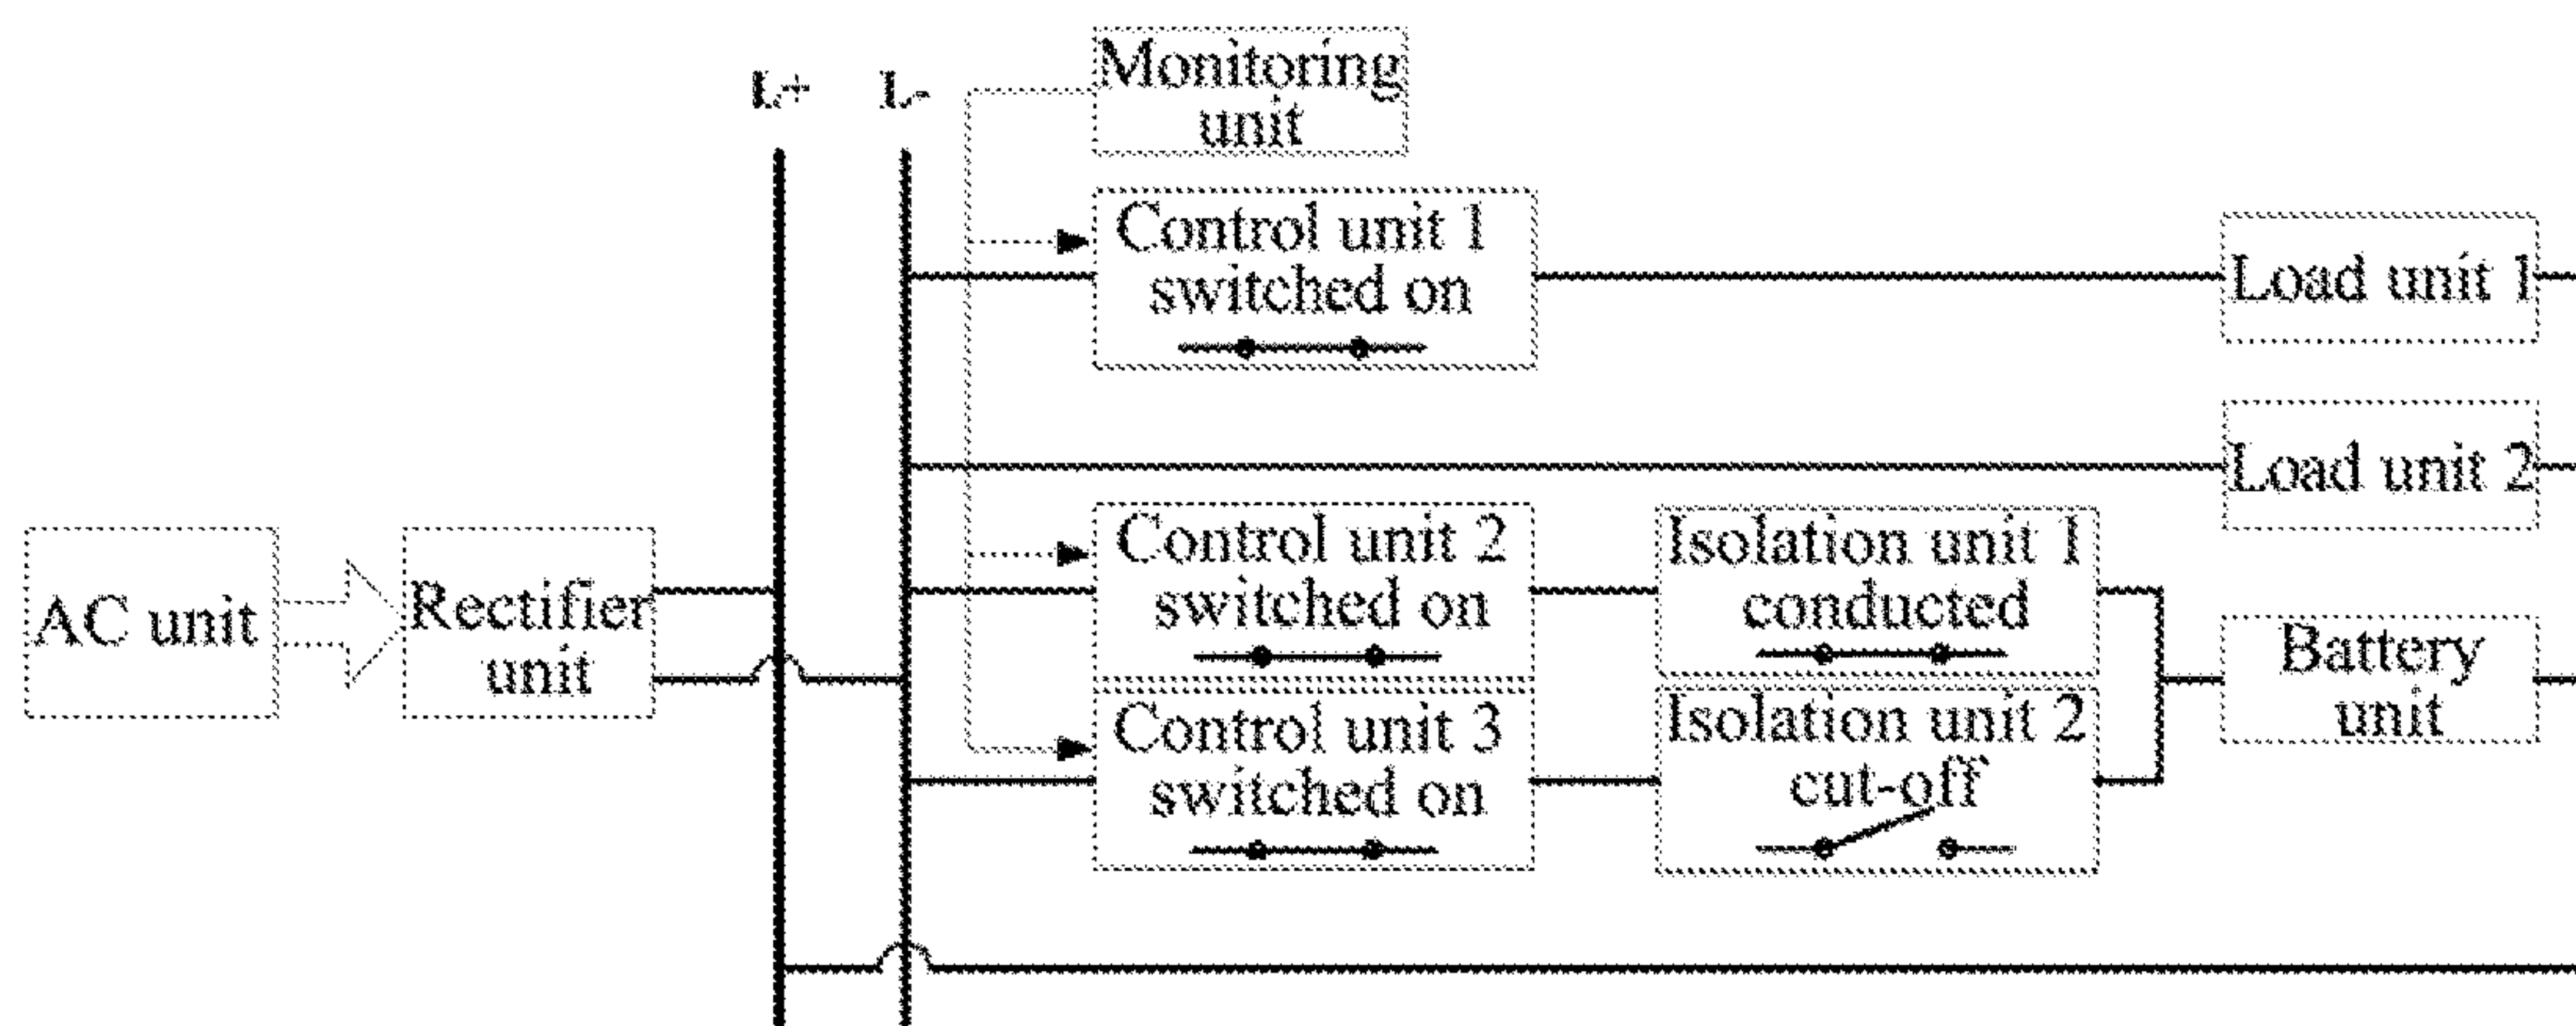 L+
L-
Monitoring
unit
Control unit 1
switched on
Load unit 1
Load unit 2
Control unit 2
switched on
Isolation unit 1
conducted
AC unit
Rectifier
unit
Battery
unit
Control unit 3
switched on
Isolation unit 2
cut-off